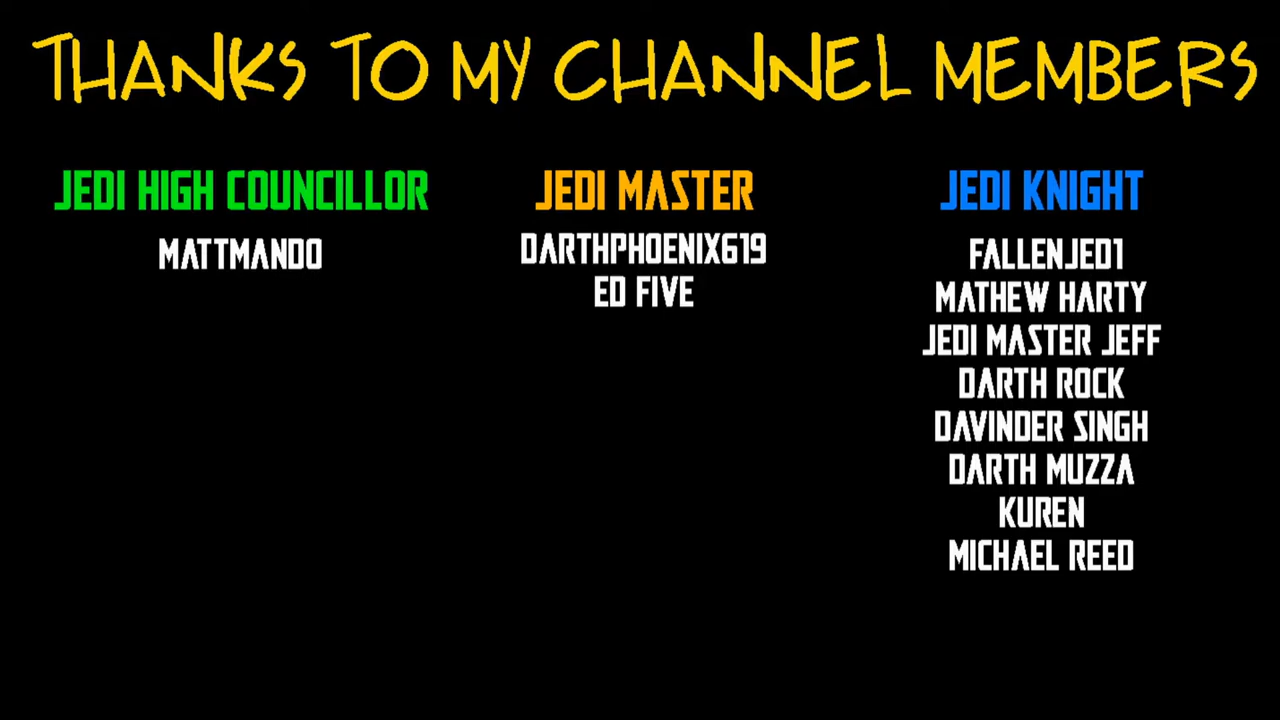 THANKS TO MY CHANNEL MEMBERS
JEDI HIGH COUNCILLOR
MATTMANDO
JEDI MASTER
DARTHPHOENIX619
ED FIVE
JEDI KNIGHT
FALLENJED1
MATHEW HARTY
JEDI MASTER JEFF
DARTH ROCK
DAVINDER SINGH
DARTH MUZZA
KUREN
MICHAEL REED